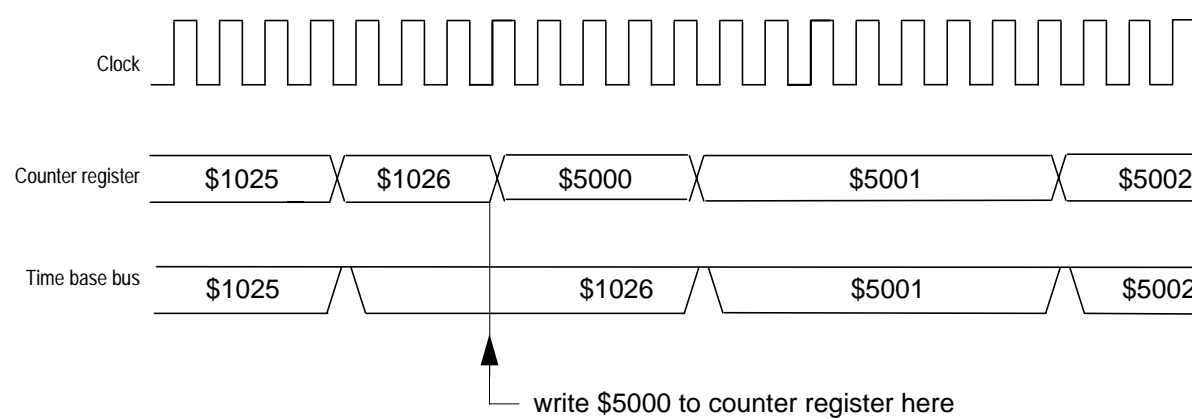 Clock
Counter register $1025 $1026 $5000 $5001 $5002
Time base bus $1025 $1026 $5001 $5002
write $5000 to counter register here